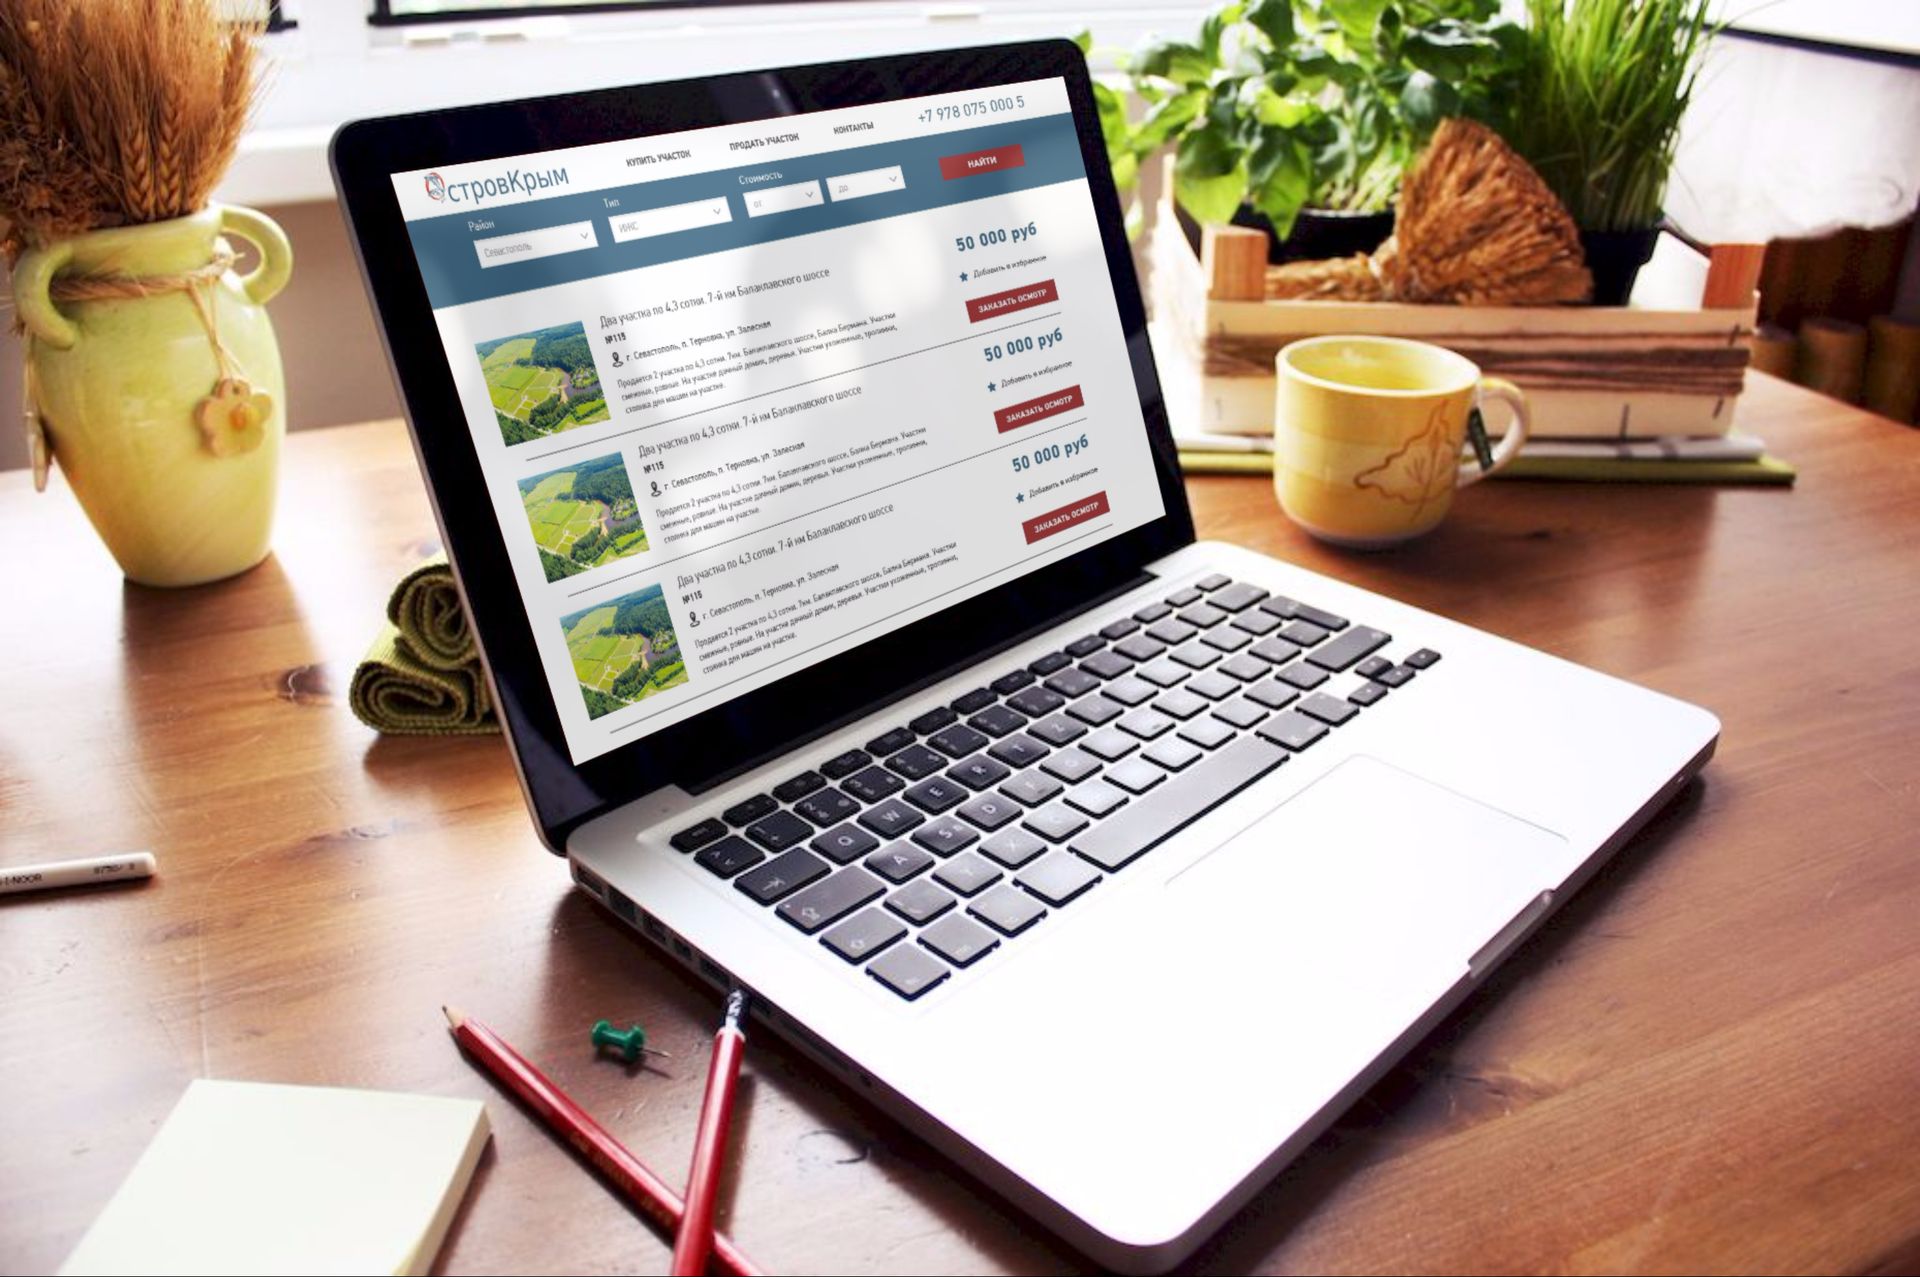 стровКрым
КУПИТЬ УЧАСТОК
ПРОДАТЬ УЧАСТОК
КОНТАКТЫ
+7 978 075 000 5
Район
Тип
Стоимость
Севастополь
ИЖС
от
до
НАЙТИ
Два участка по 4,3 сотки. 7-й км Балаклавского шоссе
№115
г. Севастополь, п. Терновка, ул. Залесная
Продается 2 участка по 4,3 сотки. 7км. Балаклавского шоссе, Балка Бермана. Участки
смежные, ровные. На участке дачный домик, деревья. Участки ухоженные, тропинки,
стоянка для машин на участке.
50 000 руб
Добавить в избранное
ЗАКАЗАТЬ ОСМОТР
Два участка по 4,3 сотки. 7-й км Балаклавского шоссе
№115
г. Севастополь, п. Терновка, ул. Залесная
Продается 2 участка по 4,3 сотки. 7км. Балаклавского шоссе, Балка Бермана. Участки
смежные, ровные. На участке дачный домик, деревья. Участки ухоженные, тропинки,
стоянка для машин на участке.
50 000 руб
Добавить в избранное
ЗАКАЗАТЬ ОСМОТР
Два участка по 4,3 сотки. 7-й км Балаклавского шоссе
№115
г. Севастополь, п. Терновка, ул. Залесная
Продается 2 участка по 4,3 сотки. 7км. Балаклавского шоссе, Балка Бермана. Участки
смежные, ровные. На участке дачный домик, деревья. Участки ухоженные, тропинки,
стоянка для машин на участке.
50 000 руб
Добавить в избранное
ЗАКАЗАТЬ ОСМОТР
Q W E R T
A S D F